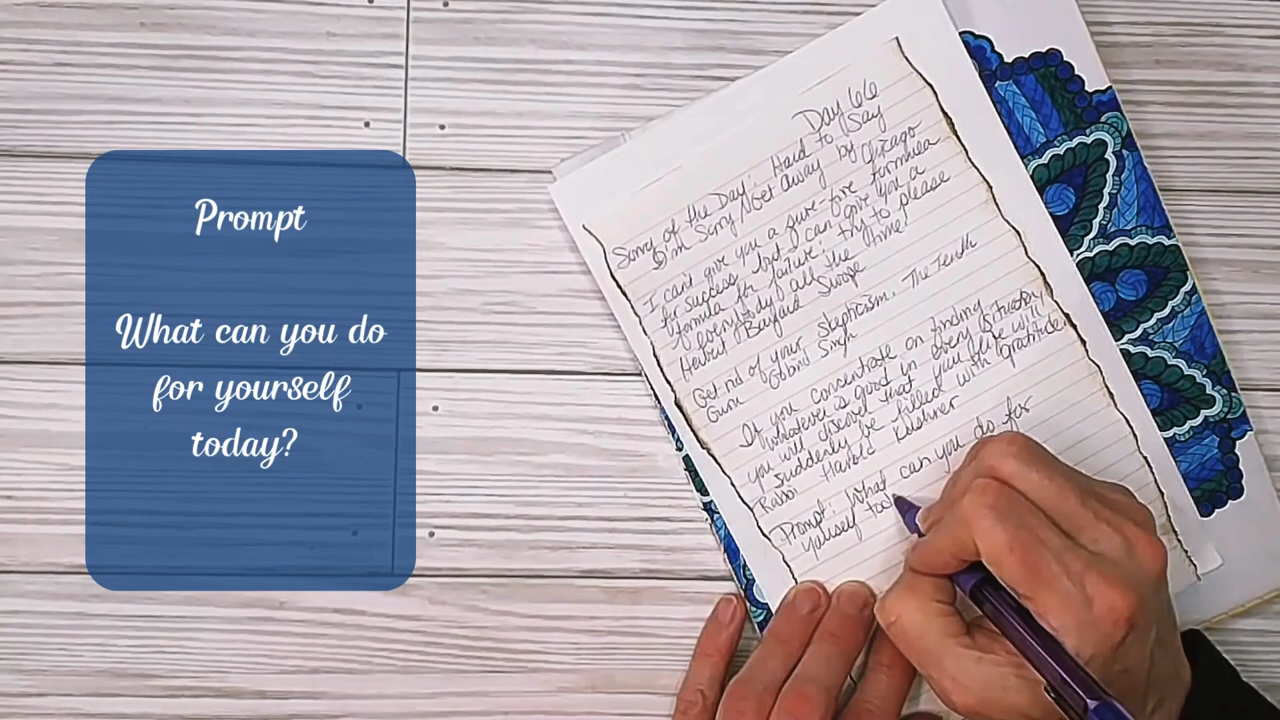 Prompt
What can you do
for yourself
today?
Day 66
Song of the Day: Hard to Say
I'm Sorry / Get Away by Chicago
I can't give you a sure-fire formula
for success, but I can give you a
formula for failure: try to please
everybody all the time!
Herbert Bayard Swope
Get rid of your skepticism. The Tenth
Guru Gobind Singh
If you concentrate on finding
whatever is good in every situation,
you will discover that your life will
suddenly be filled with gratitude.
Rabbi Harold Kushner
Prompt: What can you do for
yourself tod